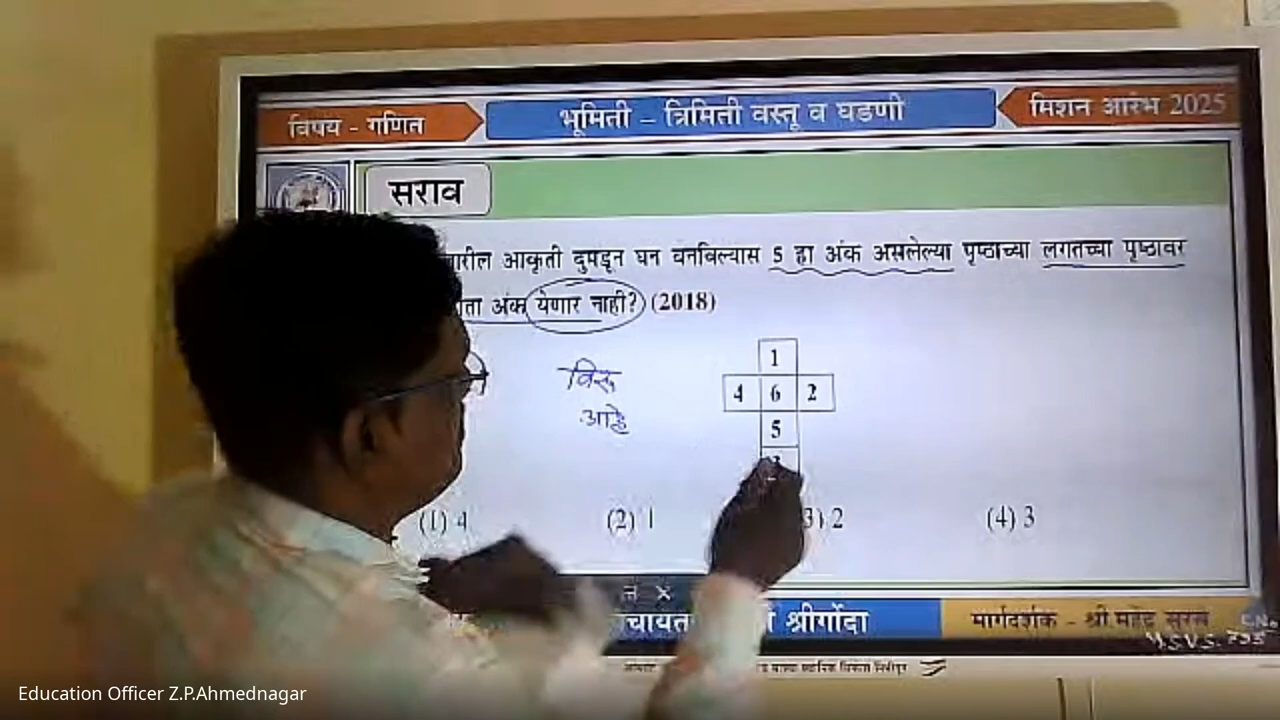 विषय - गणित
भूमिती – त्रिमिती वस्तू व घडणी
मिशन आरंभ 2025
सराव
आकृती दुमडून घन बनविल्यास 5 हा अंक असलेल्या पृष्ठाच्या लगतच्या पृष्ठावर
अंक येणार नाही? (2018)
1
विरु
4 6 2
आहे
5
(1) 4
(2) 1
3) 2
(4) 3
श्रीगोंदा
मार्गदर्शक - श्री
Education Officer Z.P.Ahmednagar